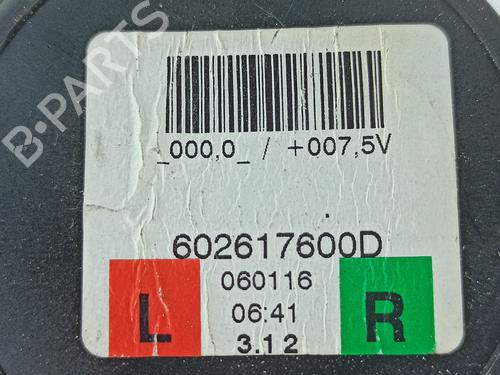 B-PARTS
_000,0_ / +007,5V
602617600D
060116
06:41
3.12
L
R